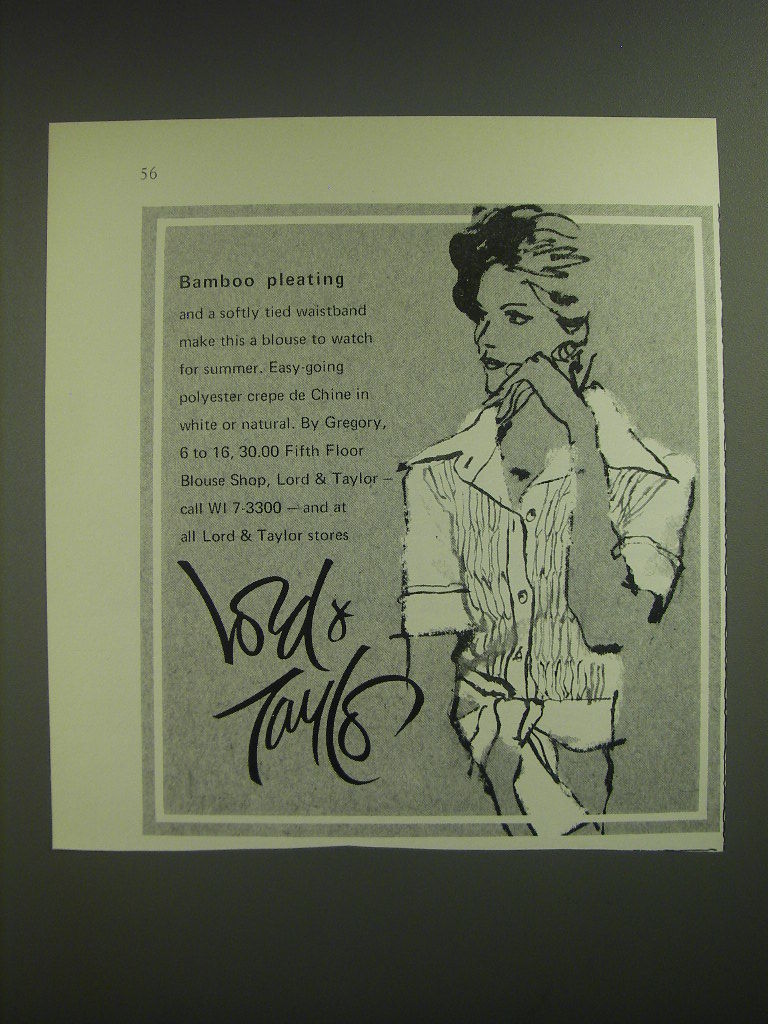 56
Bamboo pleating
and a softly tied waistband
make this a blouse to watch
for summer. Easy-going
polyester crepe de Chine in
white or natural. By Gregory,
6 to 16, 30.00 Fifth Floor
Blouse Shop, Lord & Taylor —
call WI 7-3300 — and at
all Lord & Taylor stores
Lord &
Taylor